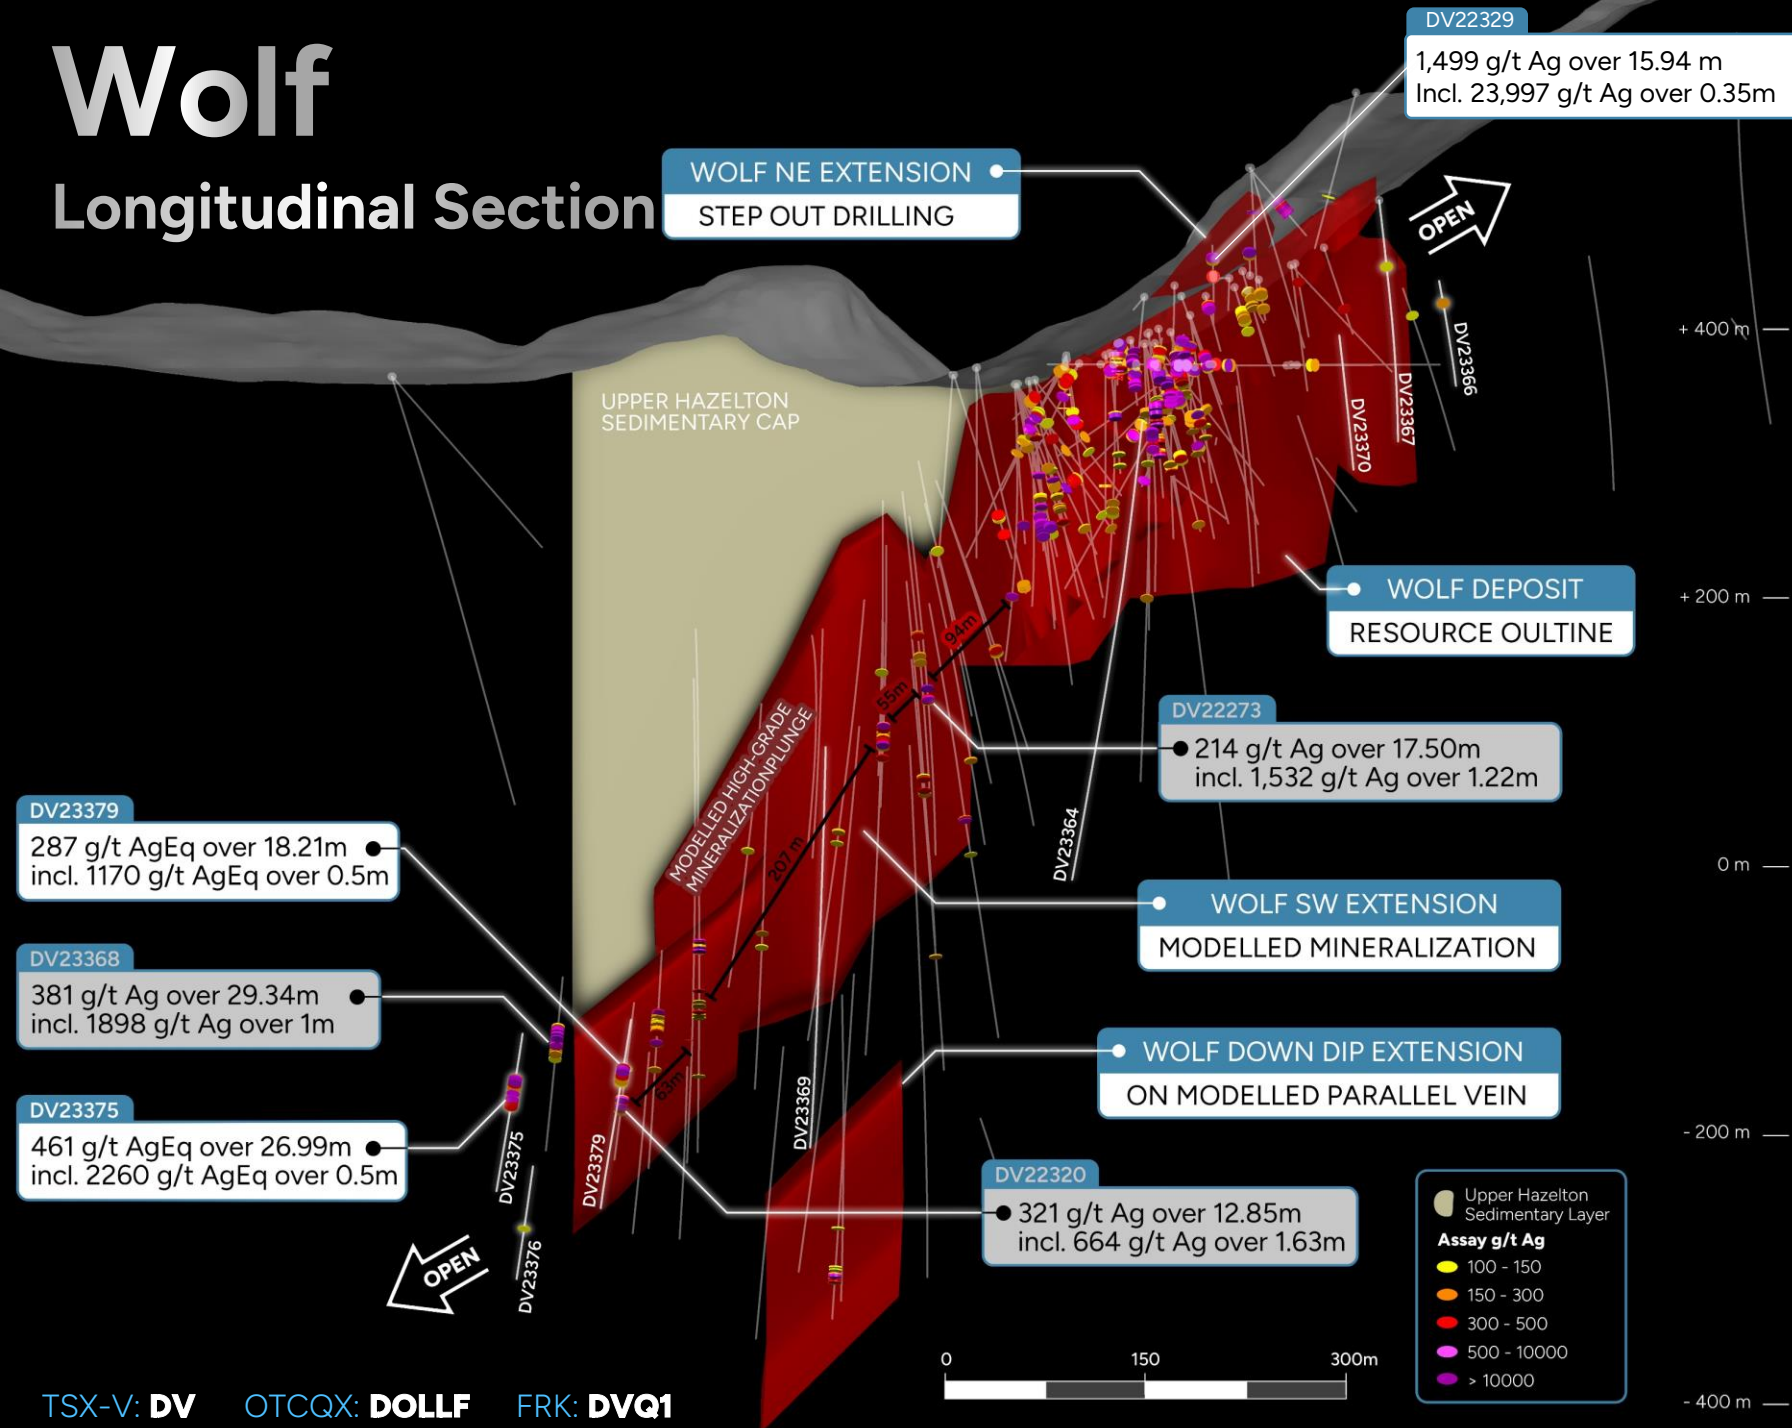 Wolf
Longitudinal Section
DV22329
1,499 g/t Ag over 15.94 m
Incl. 23,997 g/t Ag over 0.35m
WOLF NE EXTENSION
STEP OUT DRILLING
OPEN
DV23366
DV23367
DV23370
+ 400 m
UPPER HAZELTON
SEDIMENTARY CAP
+ 200 m
WOLF DEPOSIT
RESOURCE OULTINE
94m
55m
DV22273
214 g/t Ag over 17.50m
incl. 1,532 g/t Ag over 1.22m
MODELLED HIGH-GRADE
MINERALIZATIONPLUNGE
207 m
DV23364
0 m
DV23379
287 g/t AgEq over 18.21m
incl. 1170 g/t AgEq over 0.5m
WOLF SW EXTENSION
MODELLED MINERALIZATION
DV23368
381 g/t Ag over 29.34m
incl. 1898 g/t Ag over 1m
WOLF DOWN DIP EXTENSION
ON MODELLED PARALLEL VEIN
63m
DV23369
DV23375
461 g/t AgEq over 26.99m
incl. 2260 g/t AgEq over 0.5m
DV23375
DV23379
- 200 m
DV22320
321 g/t Ag over 12.85m
incl. 664 g/t Ag over 1.63m
DV23376
OPEN
Upper Hazelton
Sedimentary Layer
Assay g/t Ag
100 - 150
150 - 300
300 - 500
500 - 10000
> 10000
0 150 300m
- 400 m
TSX-V: DV OTCQX: DOLLF FRK: DVQ1